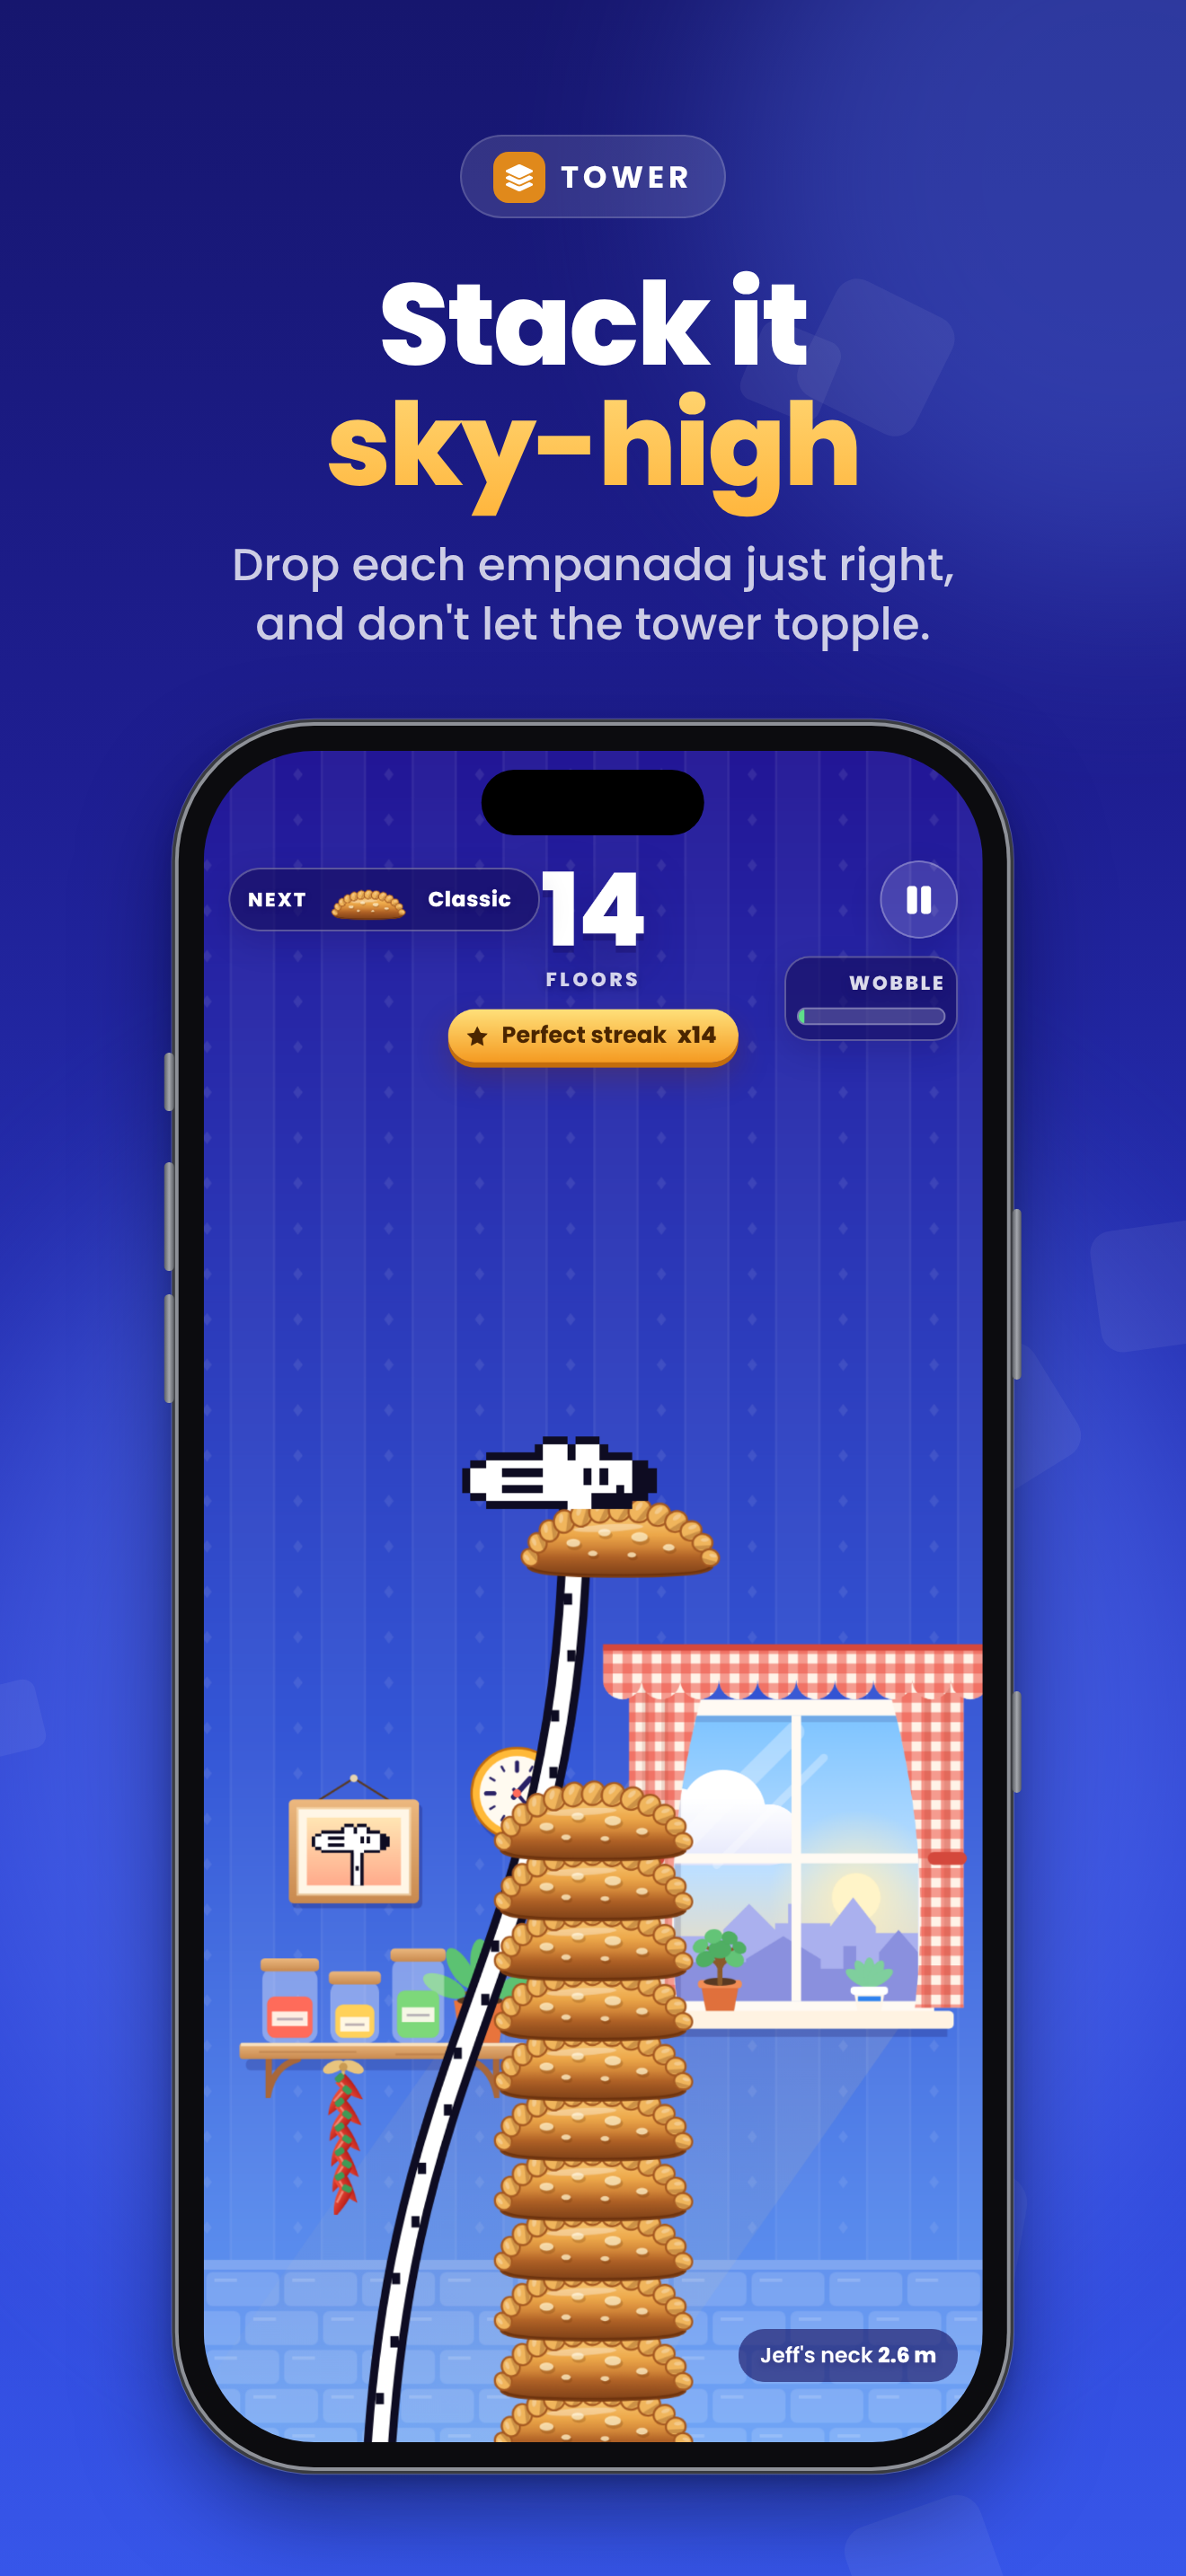 TOWER
Stack it
sky-high
Drop each empanada just right,
and don't let the tower topple.
NEXT Classic
14
FLOORS
WOBBLE
Perfect streak x14
Jeff's neck 2.6 m